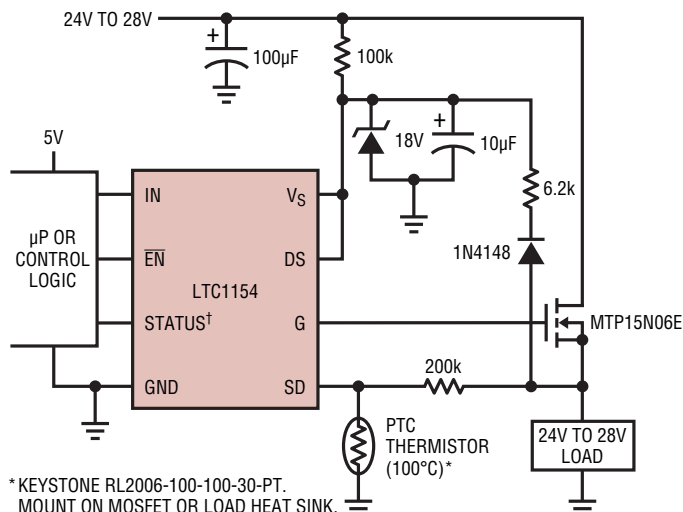 24V TO 28V
+
100µF
100k
5V
18V
+
10µF
6.2k
1N4148
µP OR
CONTROL
LOGIC
IN
EN
STATUS†
GND
LTC1154
VS
DS
G
SD
MTP15N06E
200k
PTC
THERMISTOR
(100°C)*
24V TO 28V
LOAD
*KEYSTONE RL2006-100-100-30-PT.
MOUNT ON MOSFET OR LOAD HEAT SINK.